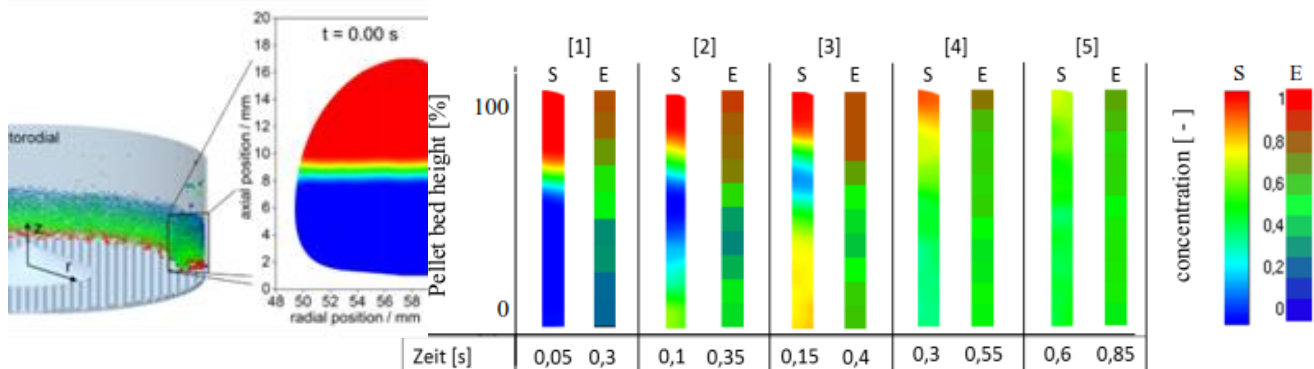 torodial
z
r
t = 0.00 s
axial position / mm
20
18
16
14
12
10
8
6
4
2
0
48 50 52 54 56 58
radial position / mm
[1] [2] [3] [4] [5]
S E S E S E S E S E
Pellet bed height [%]
100
0
Zeit [s] 0,05 0,3 0,1 0,35 0,15 0,4 0,3 0,55 0,6 0,85
concentration [ - ]
S E
1
0,8
0,6
0,4
0,2
0